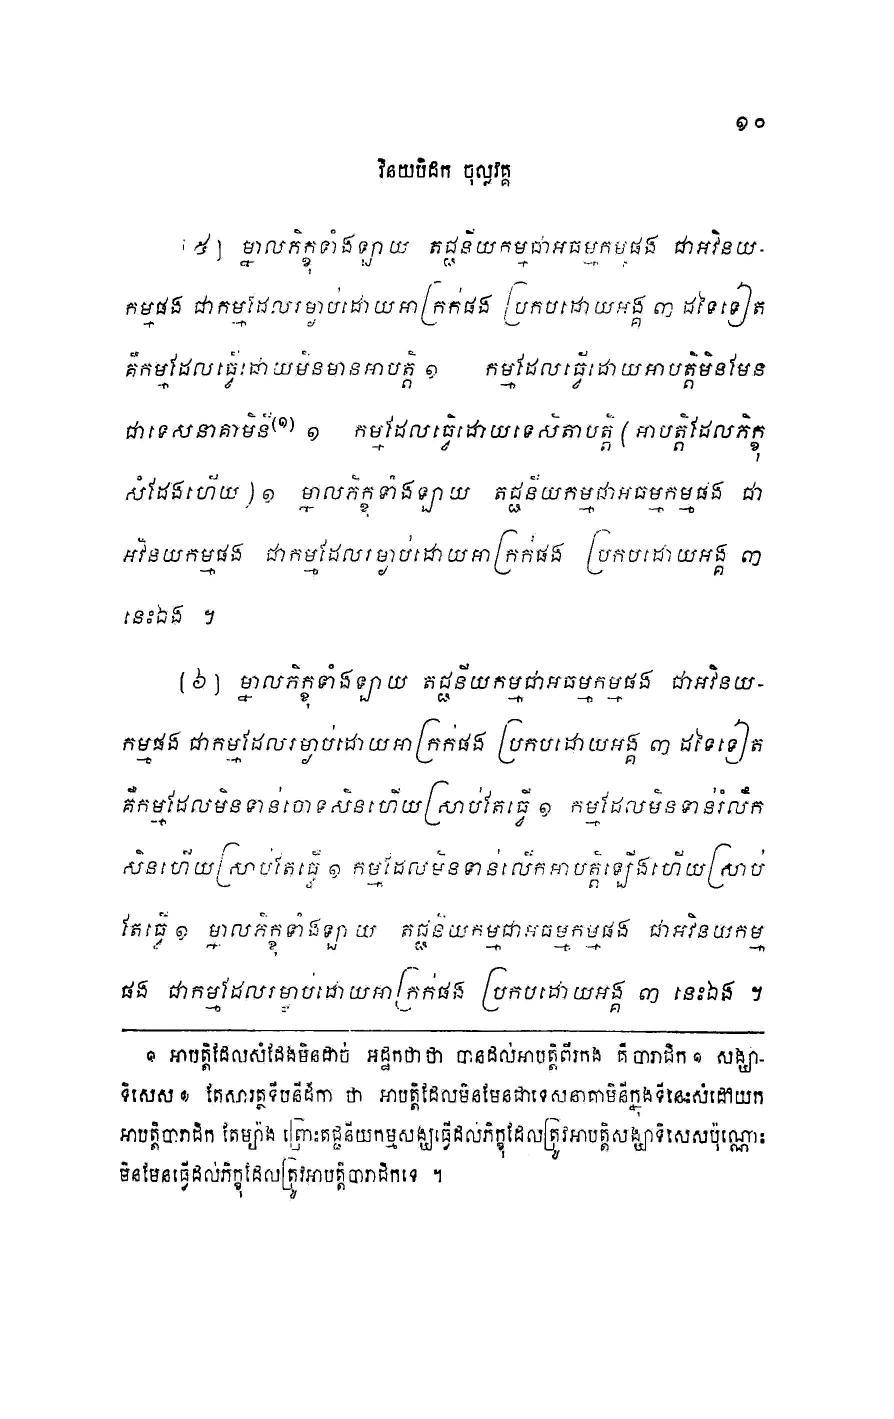 ១០
វិនយបិដក ចុល្លវគ្គ
(៥) ម្នាលភិក្ខុទាំងឡាយ តជ្ជនីយកម្មជាអធម្មកម្មផង ជាអវិនយ-
កម្មផង ជាកម្មដែលរម្ងាប់ដោយអាក្រក់ផង ប្រកបដោយអង្គ ៣ ដទៃទៀត
គឺកម្មដែលធ្វើដោយមិនមានអាបត្តិ ១ កម្មដែលធ្វើដោយអាបត្តិមិនមែន
ជាទេសនាគាមិនី(១) ១ កម្មដែលធ្វើដោយទេសិតាបត្តិ (អាបត្តិដែលភិក្ខុ
សំដែងហើយ) ១ ម្នាលភិក្ខុទាំងឡាយ តជ្ជនីយកម្មជាអធម្មកម្មផង ជា
អវិនយកម្មផង ជាកម្មដែលរម្ងាប់ដោយអាក្រក់ផង ប្រកបដោយអង្គ ៣
នេះឯង ។
(៦) ម្នាលភិក្ខុទាំងឡាយ តជ្ជនីយកម្មជាអធម្មកម្មផង ជាអវិនយ-
កម្មផង ជាកម្មដែលរម្ងាប់ដោយអាក្រក់ផង ប្រកបដោយអង្គ ៣ ដទៃទៀត
គឺកម្មដែលមិនទាន់ចោទសិនហើយស្រាប់តែធ្វើ ១ កម្មដែលមិនទាន់រំលឹក
សិនហើយស្រាប់តែធ្វើ ១ កម្មដែលមិនទាន់លើកអាបត្តិឡើងហើយស្រាប់
តែធ្វើ ១ ម្នាលភិក្ខុទាំងឡាយ តជ្ជនីយកម្មជាអធម្មកម្មផង ជាអវិនយកម្ម
ផង ជាកម្មដែលរម្ងាប់ដោយអាក្រក់ផង ប្រកបដោយអង្គ ៣ នេះឯង ។
១ អាបត្តិដែលសំដែងមិនដាច់ អដ្ឋកថាថា បានដល់អាបត្តិពីរកង គឺ បារាជិក ១ សង្ឃា-
ទិសេស ១ តែសារត្ថទីបនីដីកា ថា អាបត្តិដែលមិនមែនជាទេសនាគាមិនីក្នុងទីនេះសំដៅយក
អាបត្តិបារាជិក តែម្យ៉ាង ព្រោះតជ្ជនីយកម្មសង្ឃធ្វើដល់ភិក្ខុដែលត្រូវអាបត្តិសង្ឃាទិសេសប៉ុណ្ណោះ
មិនមែនធ្វើដល់ភិក្ខុដែលត្រូវអាបត្តិបារាជិកទេ ។